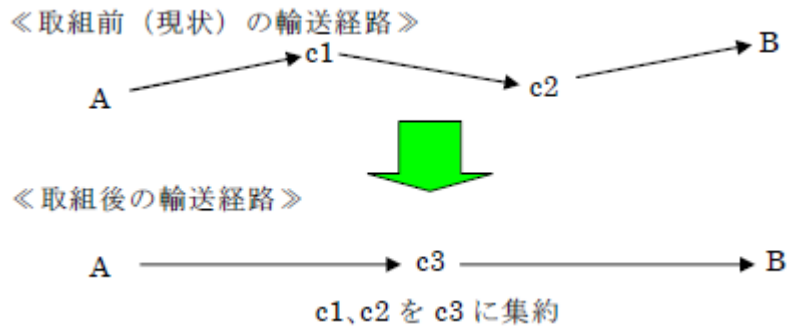 ≪取組前（現状）の輸送経路≫
A c1 c2 B
≪取組後の輸送経路≫
A c3 B
c1､c2 を c3 に集約